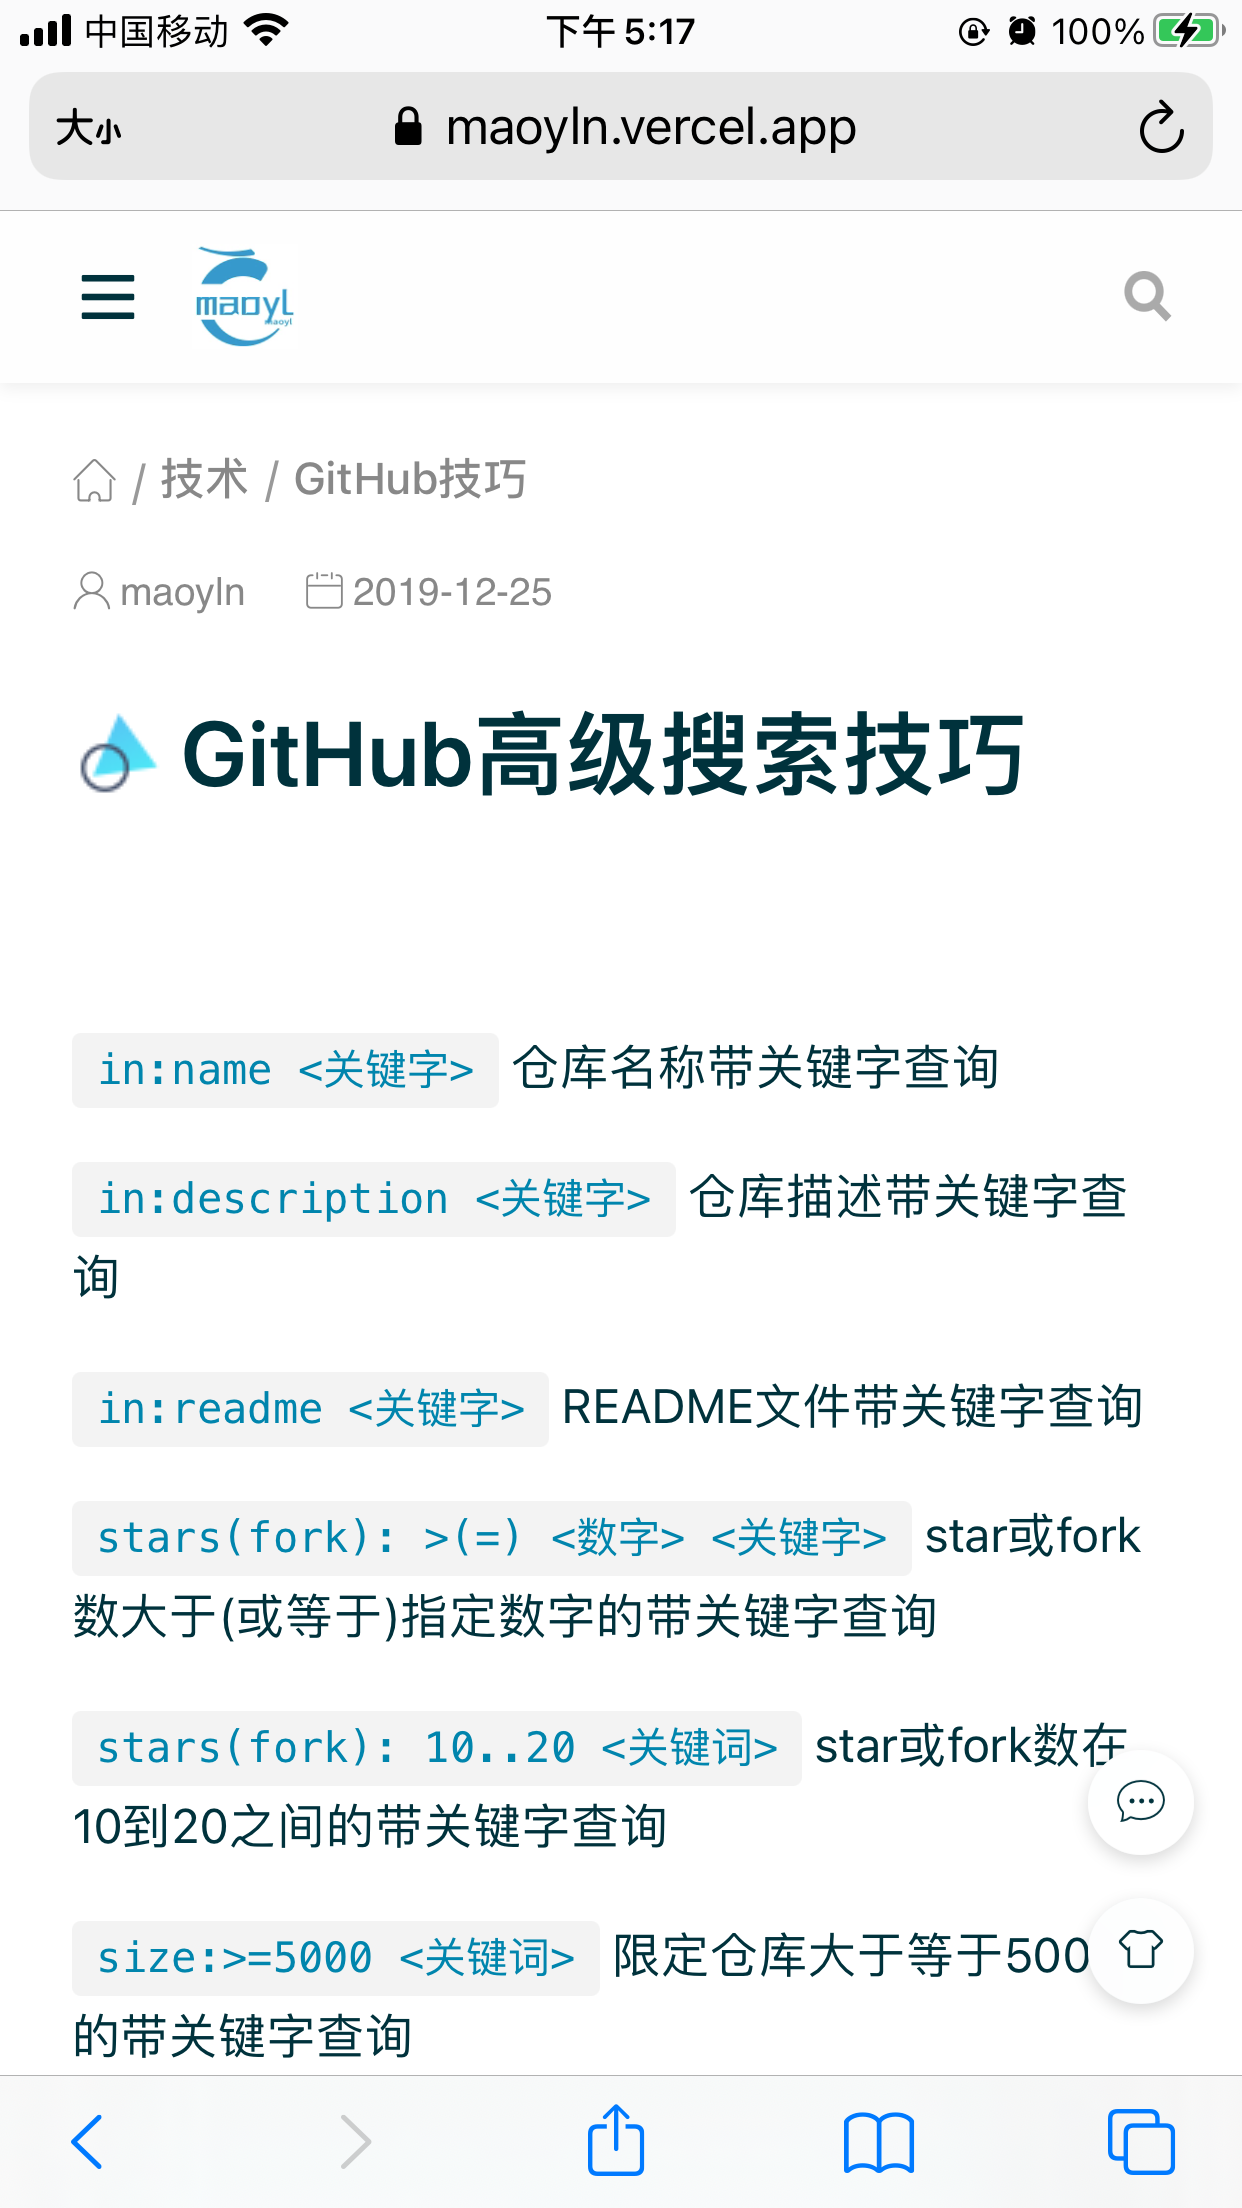 中国移动 下午 5:17 100%
大小 maoyln.vercel.app
maoyL
maoyl
/ 技术 / GitHub技巧
maoyln 2019-12-25
GitHub高级搜索技巧
in:name <关键字> 仓库名称带关键字查询
in:description <关键字> 仓库描述带关键字查
询
in:readme <关键字> README文件带关键字查询
stars(fork): >(=) <数字> <关键字> star或fork
数大于(或等于)指定数字的带关键字查询
stars(fork): 10..20 <关键词> star或fork数在
10到20之间的带关键字查询
size:>=5000 <关键词> 限定仓库大于等于500
的带关键字查询